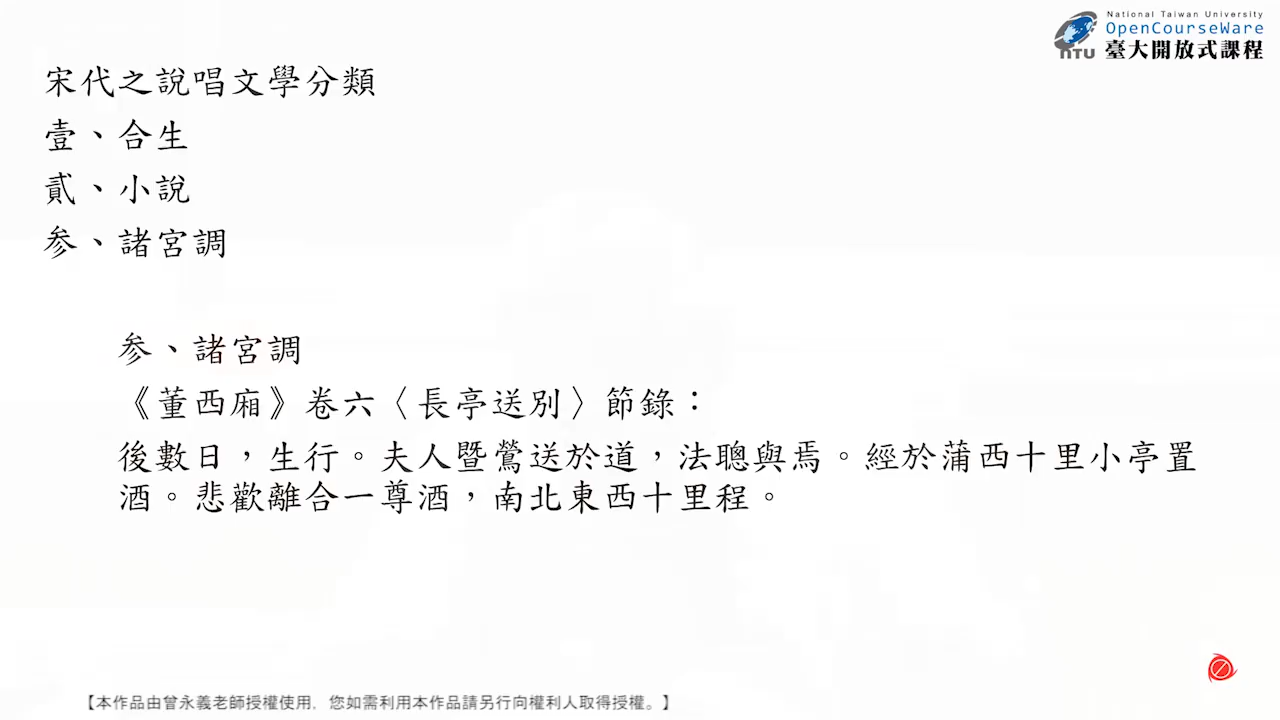 National Taiwan University
OpenCourseWare
NTU 臺大開放式課程
宋代之說唱文學分類
壹、合生
貳、小說
参、諸宮調
参、諸宮調
《董西廂》卷六〈長亭送別〉節錄：
後數日，生行。夫人暨鶯送於道，法聰與焉。經於蒲西十里小亭置
酒。悲歡離合一尊酒，南北東西十里程。
【本作品由曾永義老師授權使用，您如需利用本作品請另行向權利人取得授權。】